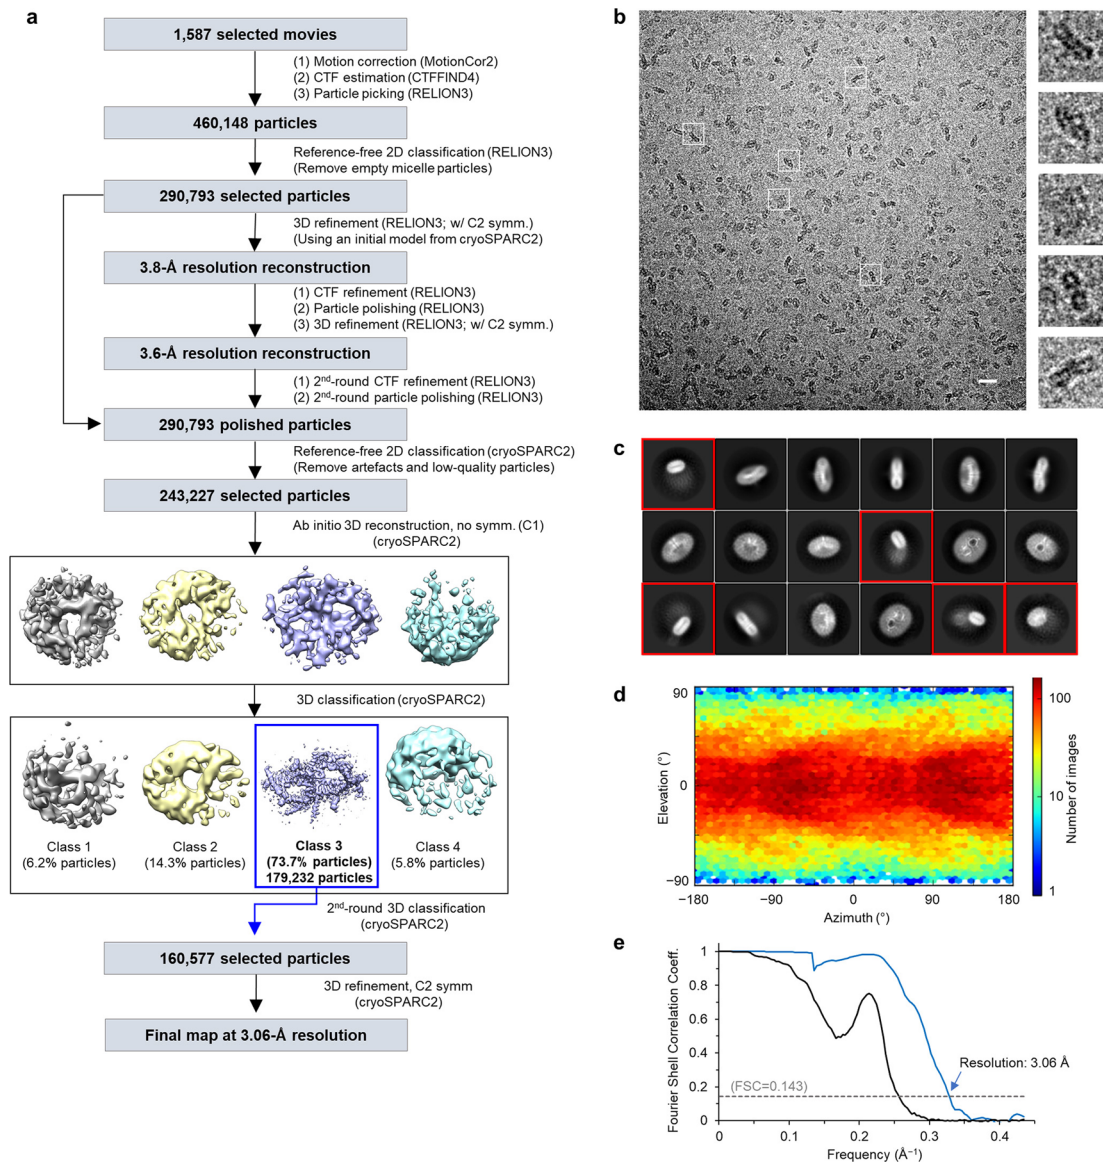 a
1,587 selected movies
(1) Motion correction (MotionCor2)
(2) CTF estimation (CTFFIND4)
(3) Particle picking (RELION3)
460,148 particles
Reference-free 2D classification (RELION3)
(Remove empty micelle particles)
290,793 selected particles
3D refinement (RELION3; w/ C2 symm.)
(Using an initial model from cryoSPARC2)
3.8-Å resolution reconstruction
(1) CTF refinement (RELION3)
(2) Particle polishing (RELION3)
(3) 3D refinement (RELION3; w/ C2 symm.)
3.6-Å resolution reconstruction
(1) 2nd-round CTF refinement (RELION3)
(2) 2nd-round particle polishing (RELION3)
290,793 polished particles
Reference-free 2D classification (cryoSPARC2)
(Remove artefacts and low-quality particles)
243,227 selected particles
Ab initio 3D reconstruction, no symm. (C1)
(cryoSPARC2)
3D classification (cryoSPARC2)
Class 1
(6.2% particles)
Class 2
(14.3% particles)
Class 3
(73.7% particles)
179,232 particles
Class 4
(5.8% particles)
2nd-round 3D classification
(cryoSPARC2)
160,577 selected particles
3D refinement, C2 symm
(cryoSPARC2)
Final map at 3.06-Å resolution
b
c
d
90
0
−90
Elevation (°)
−180
−90
0
90
180
Azimuth (°)
100
10
1
Number of images
e
1
0.8
0.6
0.4
0.2
0
Fourier Shell Correlation Coeff.
(FSC=0.143)
Resolution: 3.06 Å
0
0.1
0.2
0.3
0.4
Frequency (Å⁻¹)